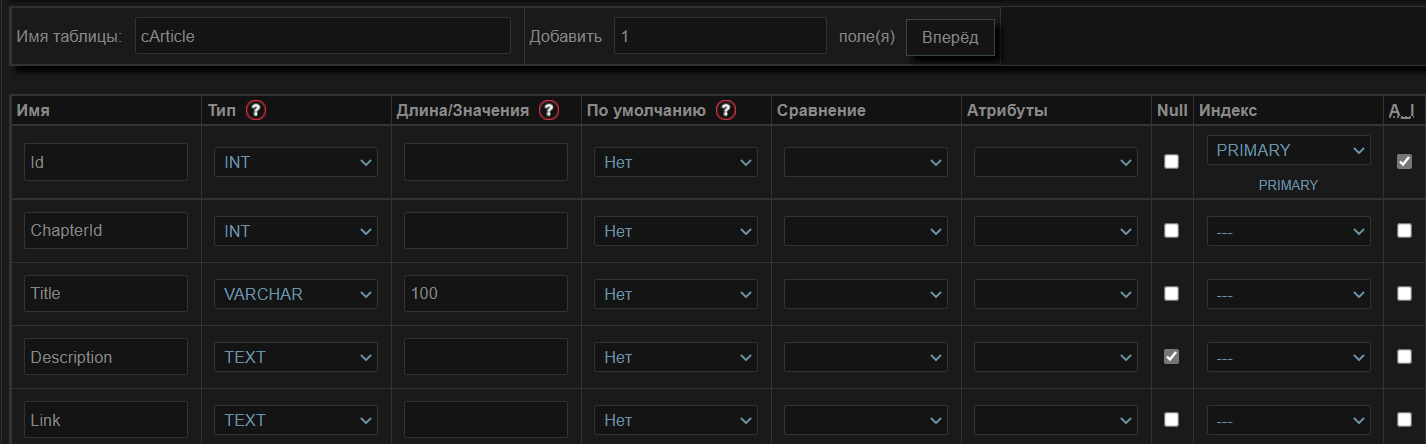 Имя таблицы: cArticle Добавить 1 поле(я) Вперёд
Имя Тип ? Длина/Значения ? По умолчанию ? Сравнение Атрибуты Null Индекс A_I
Id INT Нет PRIMARY
PRIMARY
ChapterId INT Нет ---
Title VARCHAR 100 Нет ---
Description TEXT Нет ---
Link TEXT Нет ---